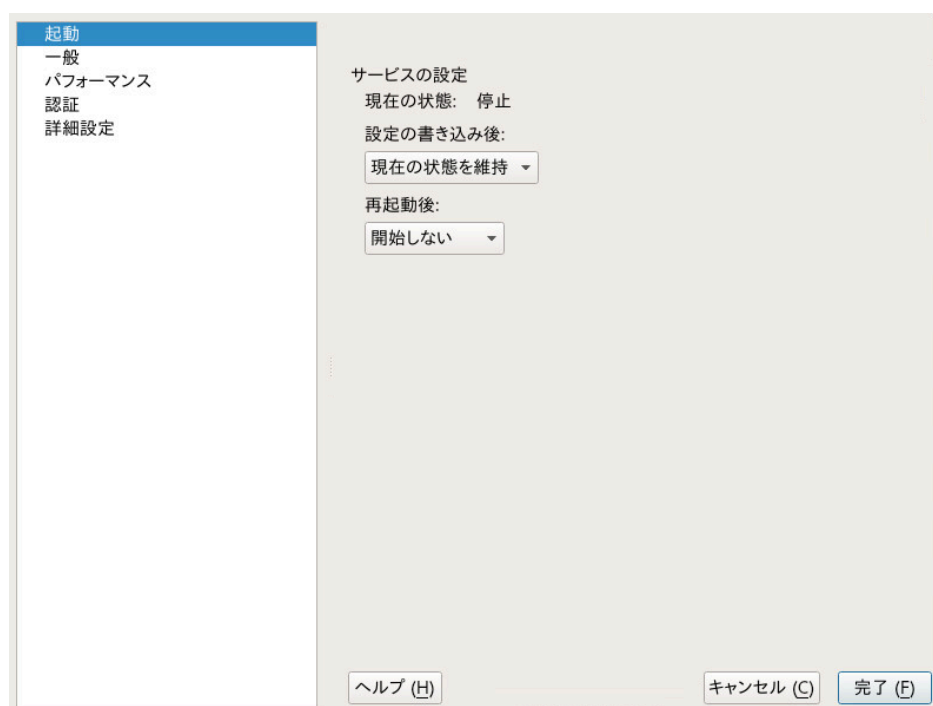 起動
一般
パフォーマンス
認証
詳細設定
サービスの設定
現在の状態: 停止
設定の書き込み後:
現在の状態を維持
再起動後:
開始しない
ヘルプ (H)
キャンセル (C)
完了 (F)